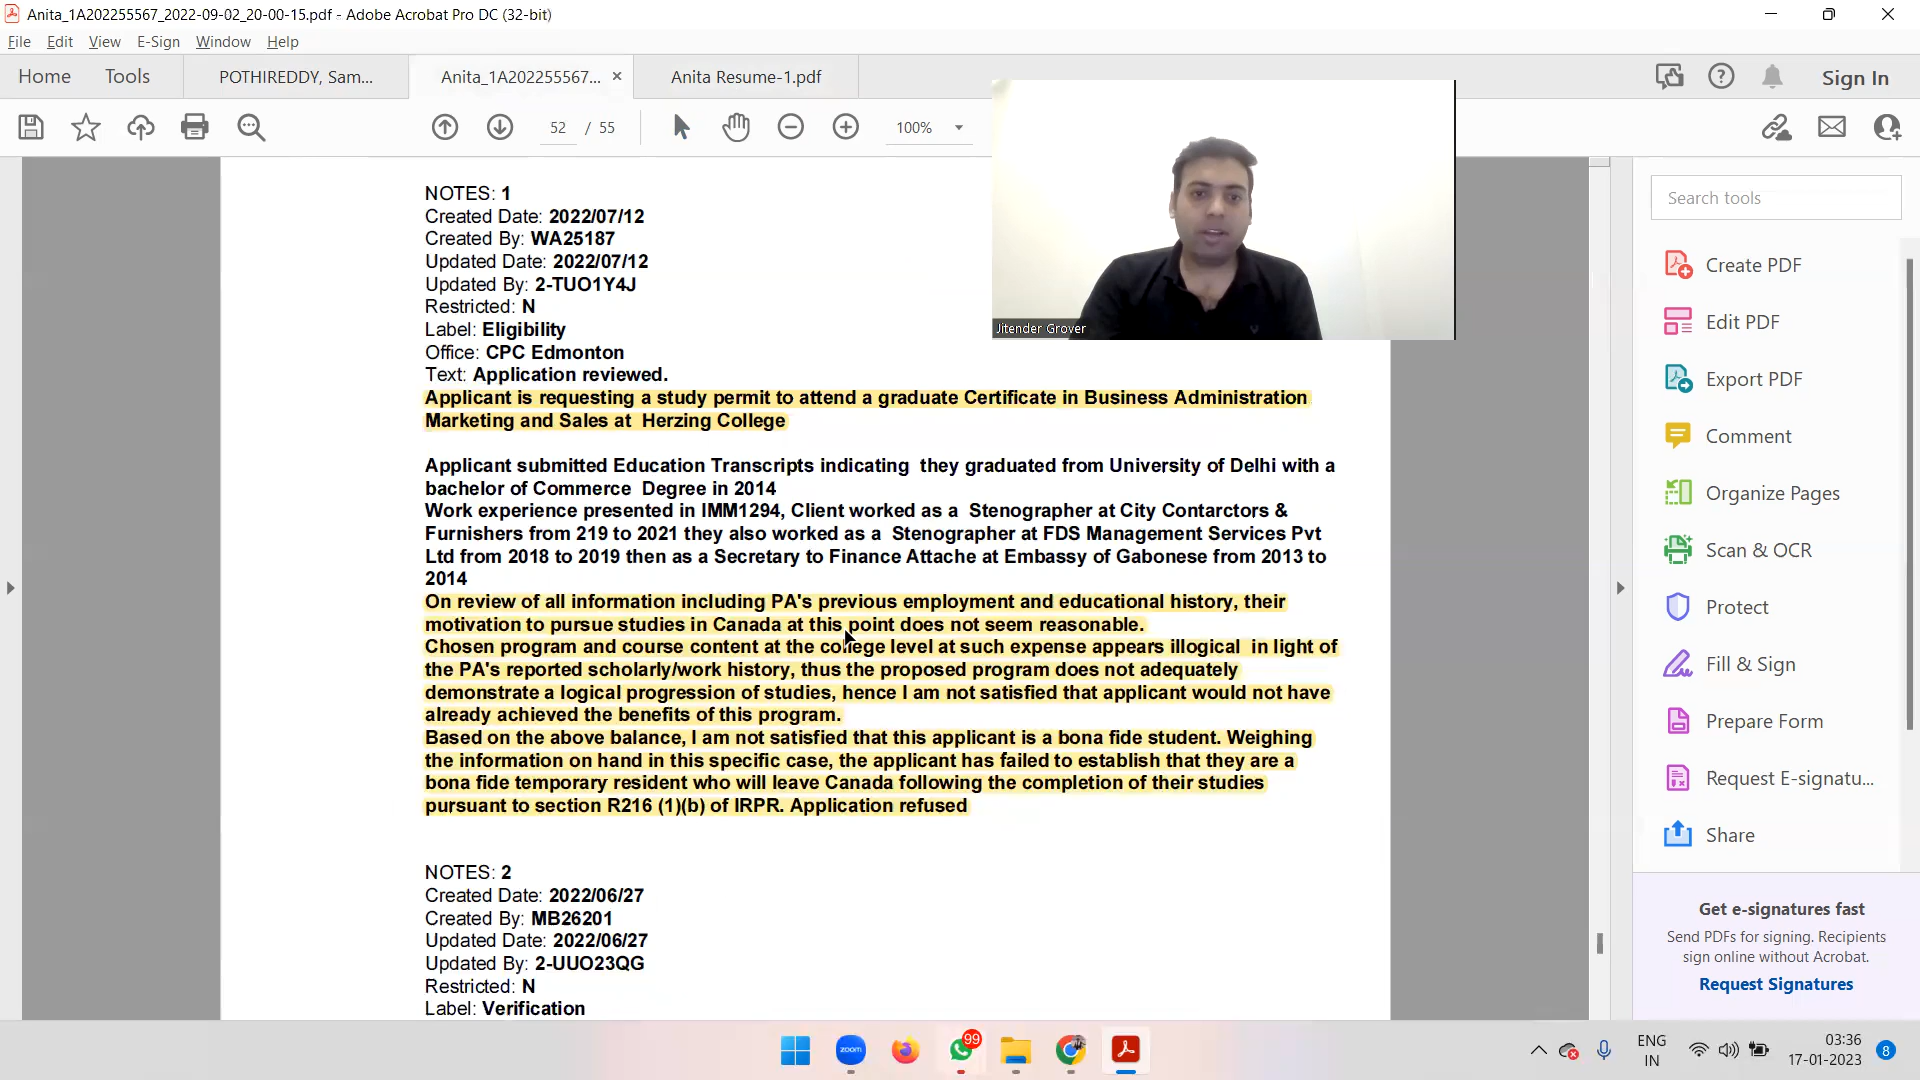 Anita_1A202255567_2022-09-02_20-00-15.pdf - Adobe Acrobat Pro DC (32-bit)
File Edit View E-Sign Window Help
Home Tools POTHIREDDY, Sam... Anita_1A202255567... × Anita Resume-1.pdf Sign In
52 / 55 100%
NOTES: 1
Created Date: 2022/07/12
Created By: WA25187
Updated Date: 2022/07/12
Updated By: 2-TUO1Y4J
Restricted: N
Label: Eligibility
Office: CPC Edmonton
Text: Application reviewed.
Applicant is requesting a study permit to attend a graduate Certificate in Business Administration
Marketing and Sales at Herzing College
Applicant submitted Education Transcripts indicating they graduated from University of Delhi with a
bachelor of Commerce Degree in 2014
Work experience presented in IMM1294, Client worked as a Stenographer at City Contarctors &
Furnishers from 219 to 2021 they also worked as a Stenographer at FDS Management Services Pvt
Ltd from 2018 to 2019 then as a Secretary to Finance Attache at Embassy of Gabonese from 2013 to
2014
On review of all information including PA's previous employment and educational history, their
motivation to pursue studies in Canada at this point does not seem reasonable.
Chosen program and course content at the college level at such expense appears illogical in light of
the PA's reported scholarly/work history, thus the proposed program does not adequately
demonstrate a logical progression of studies, hence I am not satisfied that applicant would not have
already achieved the benefits of this program.
Based on the above balance, I am not satisfied that this applicant is a bona fide student. Weighing
the information on hand in this specific case, the applicant has failed to establish that they are a
bona fide temporary resident who will leave Canada following the completion of their studies
pursuant to section R216 (1)(b) of IRPR. Application refused
NOTES: 2
Created Date: 2022/06/27
Created By: MB26201
Updated Date: 2022/06/27
Updated By: 2-UUO23QG
Restricted: N
Label: Verification
Jitender Grover
Search tools
Create PDF
Edit PDF
Export PDF
Comment
Organize Pages
Scan & OCR
Protect
Fill & Sign
Prepare Form
Request E-signatu...
Share
Get e-signatures fast
Send PDFs for signing. Recipients
sign online without Acrobat.
Request Signatures
zoom
99
ENG
IN
03:36
17-01-2023
8